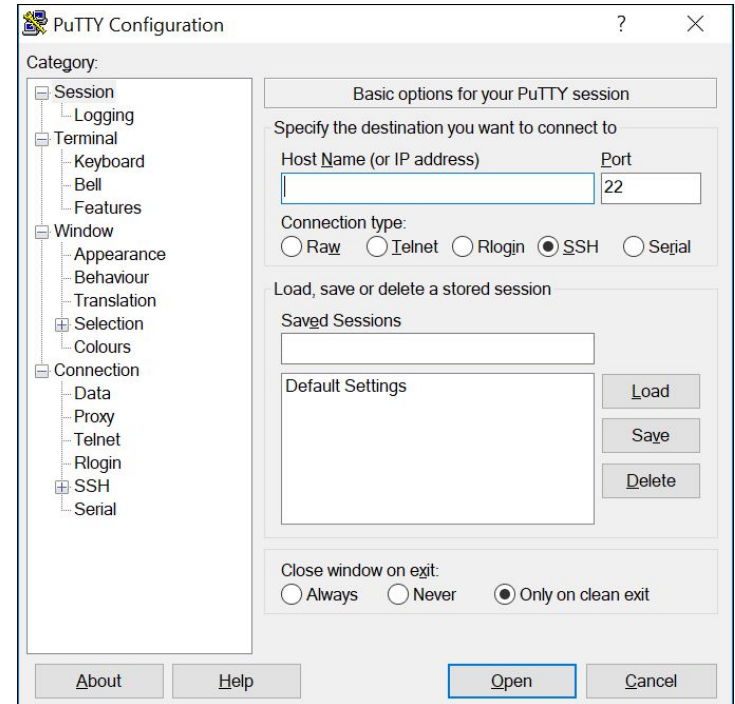 PuTTY Configuration
?
Category:
Session
Logging
Terminal
Keyboard
Bell
Features
Window
Appearance
Behaviour
Translation
Selection
Colours
Connection
Data
Proxy
Telnet
Rlogin
SSH
Serial
Basic options for your PuTTY session
Specify the destination you want to connect to
Host Name (or IP address) Port
22
Connection type:
Raw Telnet Rlogin SSH Serial
Load, save or delete a stored session
Saved Sessions
Default Settings
Load
Save
Delete
Close window on exit:
Always Never Only on clean exit
About Help Open Cancel